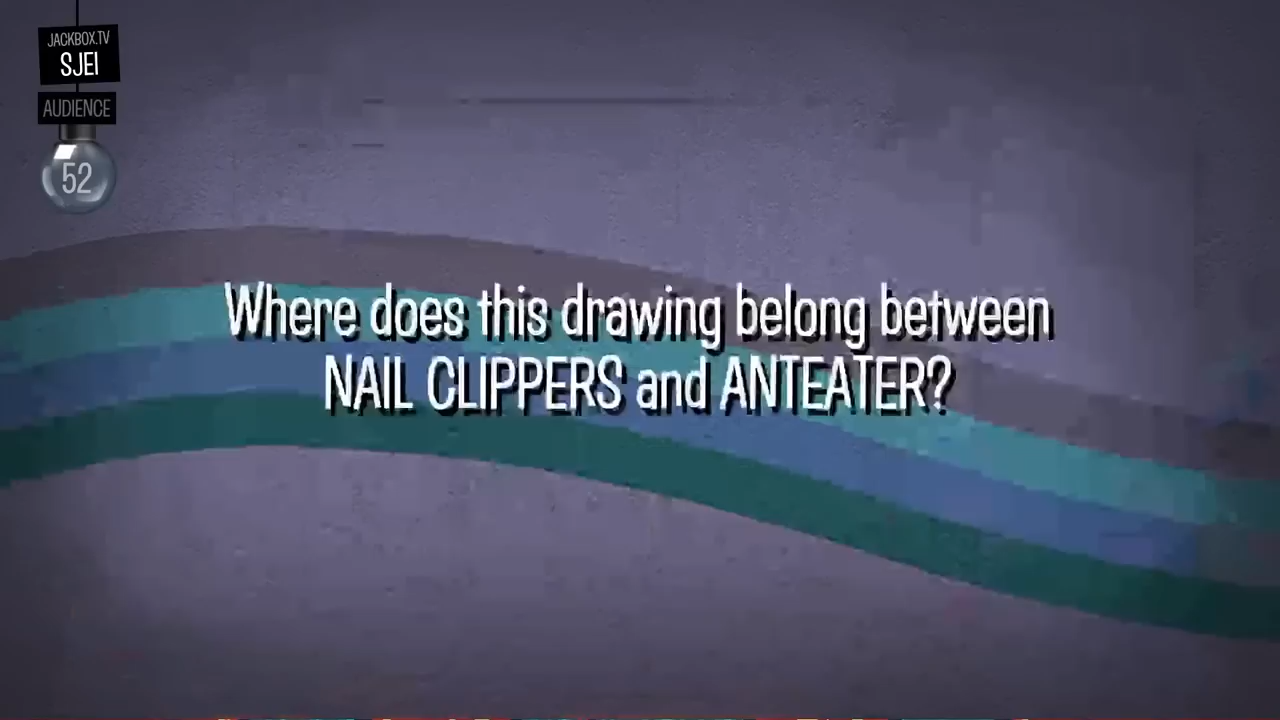 JACKBOX.TV
SJEI
AUDIENCE
52
Where does this drawing belong between
NAIL CLIPPERS and ANTEATER?